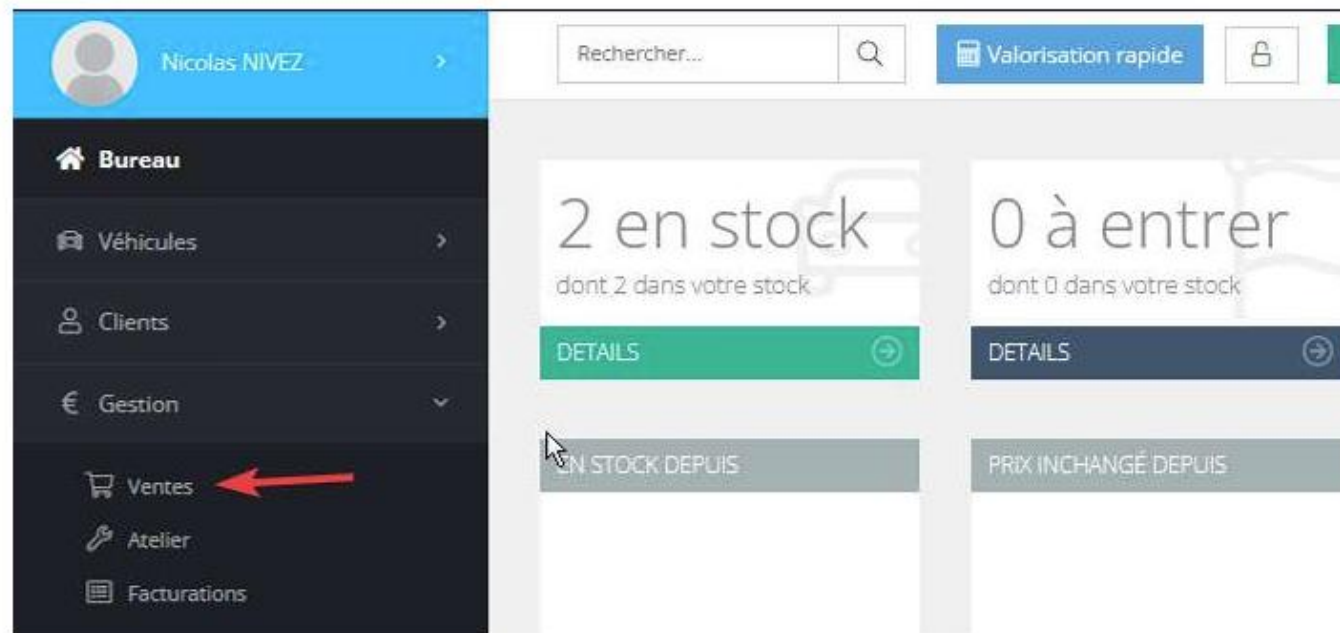 Nicolas NIVEZ
Rechercher...
Valorisation rapide
Bureau
Véhicules
Clients
€ Gestion
Ventes
Atelier
Facturations
2 en stock
dont 2 dans votre stock
DETAILS
0 à entrer
dont 0 dans votre stock
DETAILS
EN STOCK DEPUIS
PRIX INCHANGÉ DEPUIS